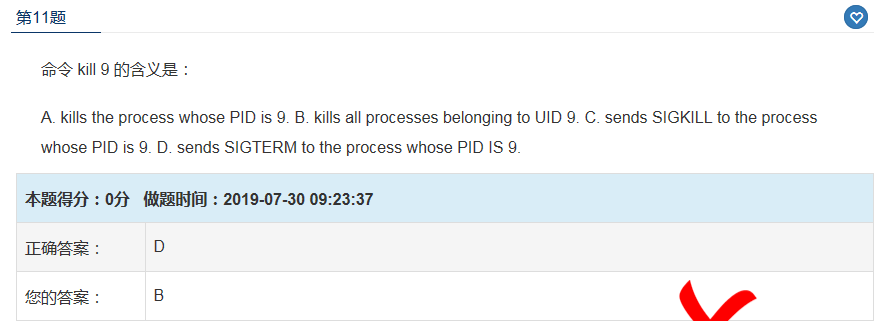 第11题
命令 kill 9 的含义是：
A. kills the process whose PID is 9. B. kills all processes belonging to UID 9. C. sends SIGKILL to the process
whose PID is 9. D. sends SIGTERM to the process whose PID IS 9.
本题得分：0分 做题时间：2019-07-30 09:23:37
正确答案： D
您的答案： B